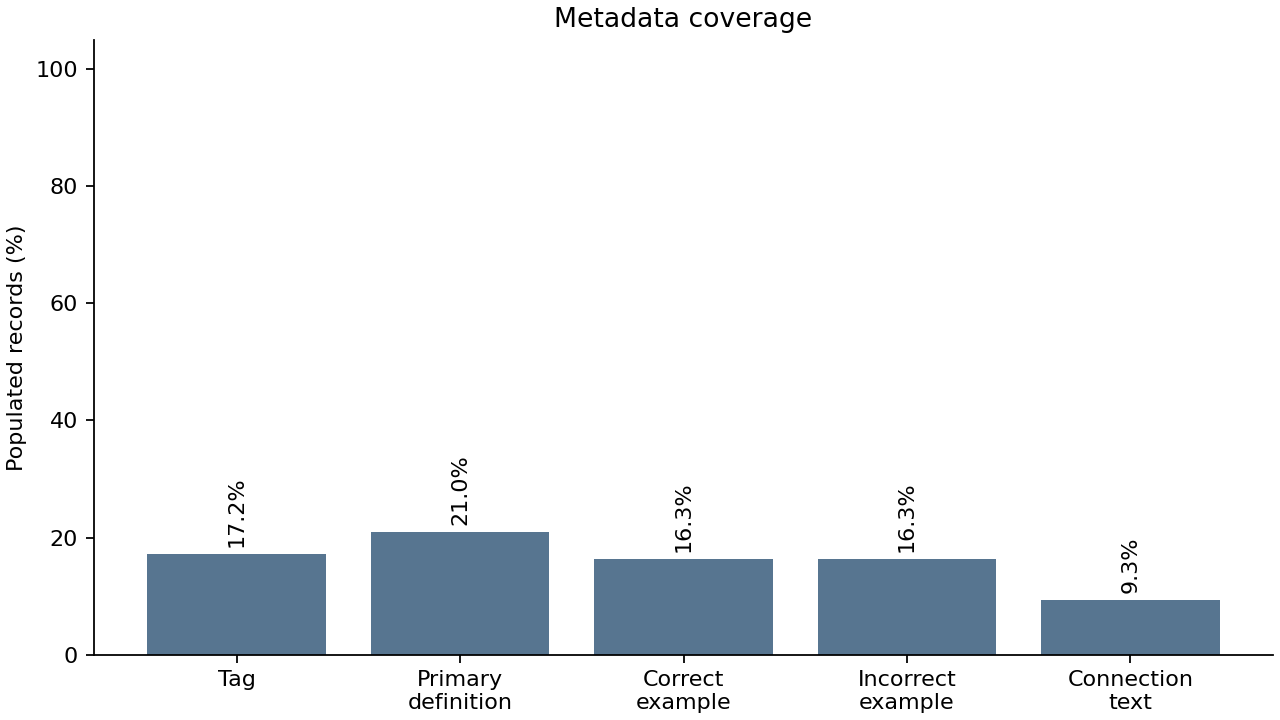 Metadata coverage
Populated records (%)
100
80
60
40
20
0
17.2%
21.0%
16.3%
16.3%
9.3%
Tag
Primary
definition
Correct
example
Incorrect
example
Connection
text